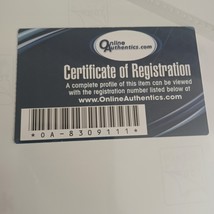 Online
Authentics.com
Certificate of Registration
A complete profile of this item can be viewed
with the registration number listed below at
www.OnlineAuthentics.com
*OA-8309111*